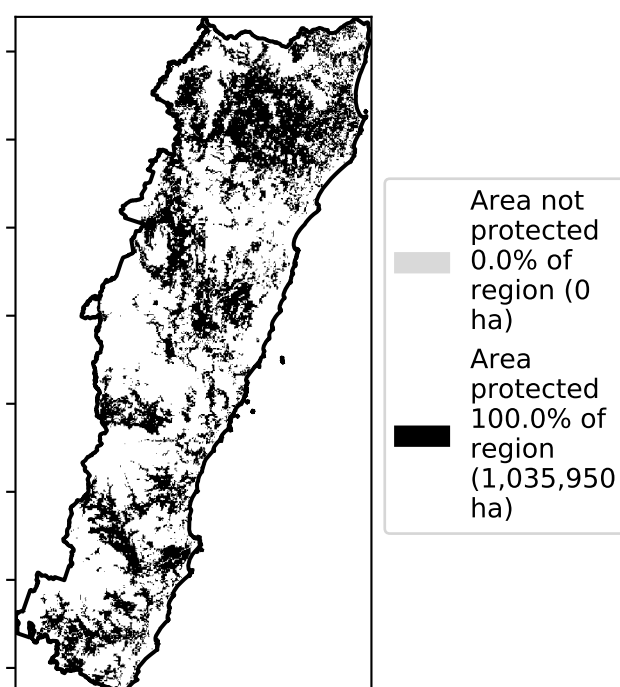 Area not
protected
0.0% of
region (0
ha)
Area
protected
100.0% of
region
(1,035,950
ha)